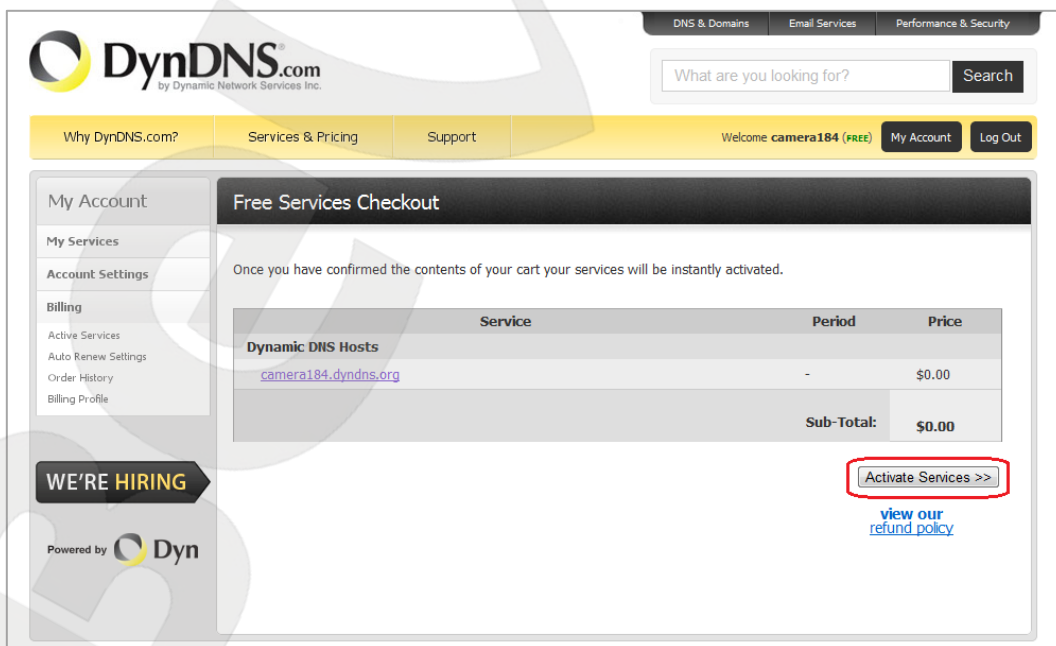 DNS & Domains Email Services Performance & Security
DynDNS.com
by Dynamic Network Services Inc.
What are you looking for? Search
Why DynDNS.com? Services & Pricing Support Welcome camera184 (FREE) My Account Log Out
My Account
My Services
Account Settings
Billing
Active Services
Auto Renew Settings
Order History
Billing Profile
WE'RE HIRING
Powered by Dyn
Free Services Checkout
Once you have confirmed the contents of your cart your services will be instantly activated.
Service Period Price
Dynamic DNS Hosts
camera184.dyndns.org - $0.00
Sub-Total: $0.00
Activate Services >>
view our
refund policy